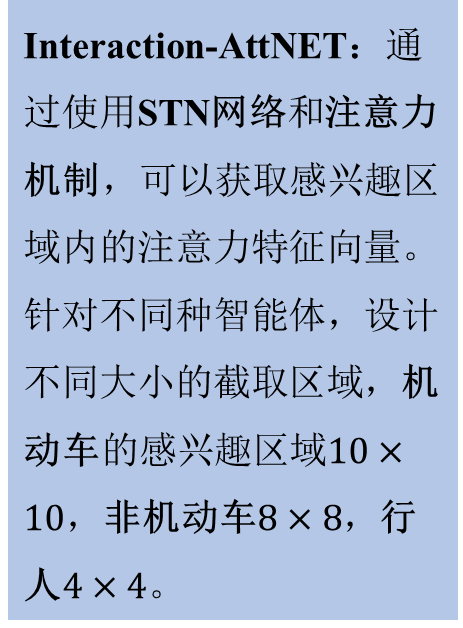 Interaction-AttNET：通
过使用STN网络和注意力
机制，可以获取感兴趣区
域内的注意力特征向量。
针对不同种智能体，设计
不同大小的截取区域，机
动车的感兴趣区域10 ×
10，非机动车8 × 8，行
人4 × 4。